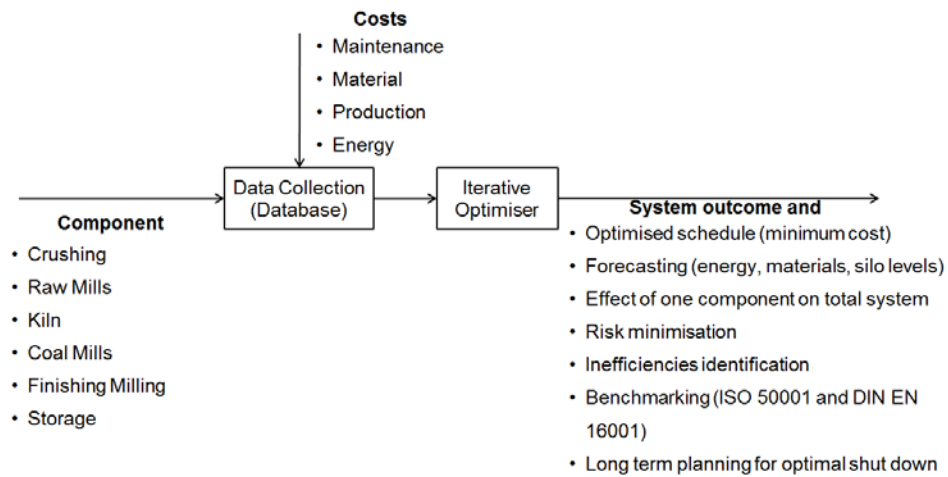 Costs
• Maintenance
• Material
• Production
• Energy
Data Collection
(Database)
Iterative
Optimiser
Component
• Crushing
• Raw Mills
• Kiln
• Coal Mills
• Finishing Milling
• Storage
System outcome and
• Optimised schedule (minimum cost)
• Forecasting (energy, materials, silo levels)
• Effect of one component on total system
• Risk minimisation
• Inefficiencies identification
• Benchmarking (ISO 50001 and DIN EN
16001)
• Long term planning for optimal shut down